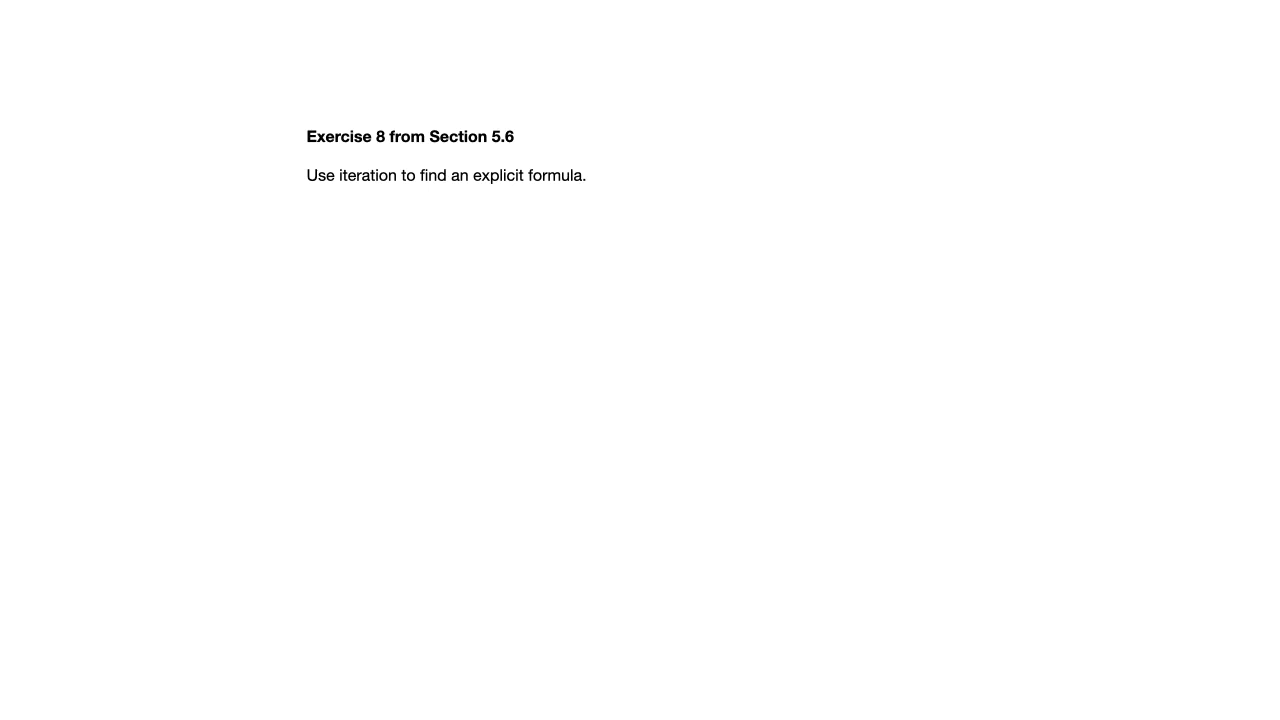 Exercise 8 from Section 5.6
Use iteration to find an explicit formula.